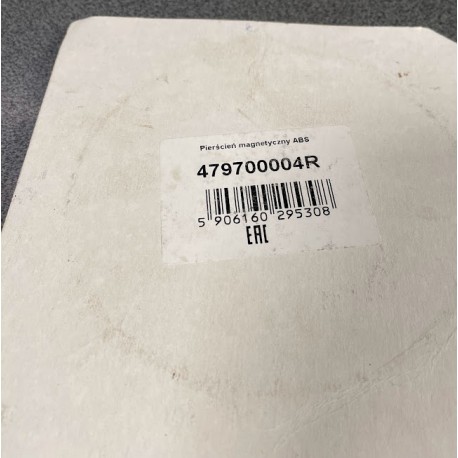 Pierścień magnetyczny ABS
479700004R
5 906160 295308
EAC